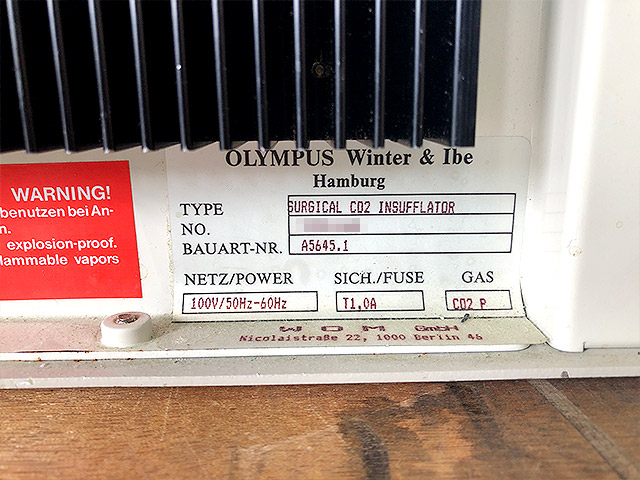 WARNING!
benutzen bei An-
n.
explosion-proof.
lammable vapors
OLYMPUS Winter & Ibe
Hamburg
TYPE SURGICAL CO2 INSUFFLATOR
NO.
BAUART-NR. A5645.1
NETZ/POWER SICH./FUSE GAS
100V/50Hz-60Hz T1,0A CO2 P
W O M GmbH
Nicolaistraße 22, 1000 Berlin 46